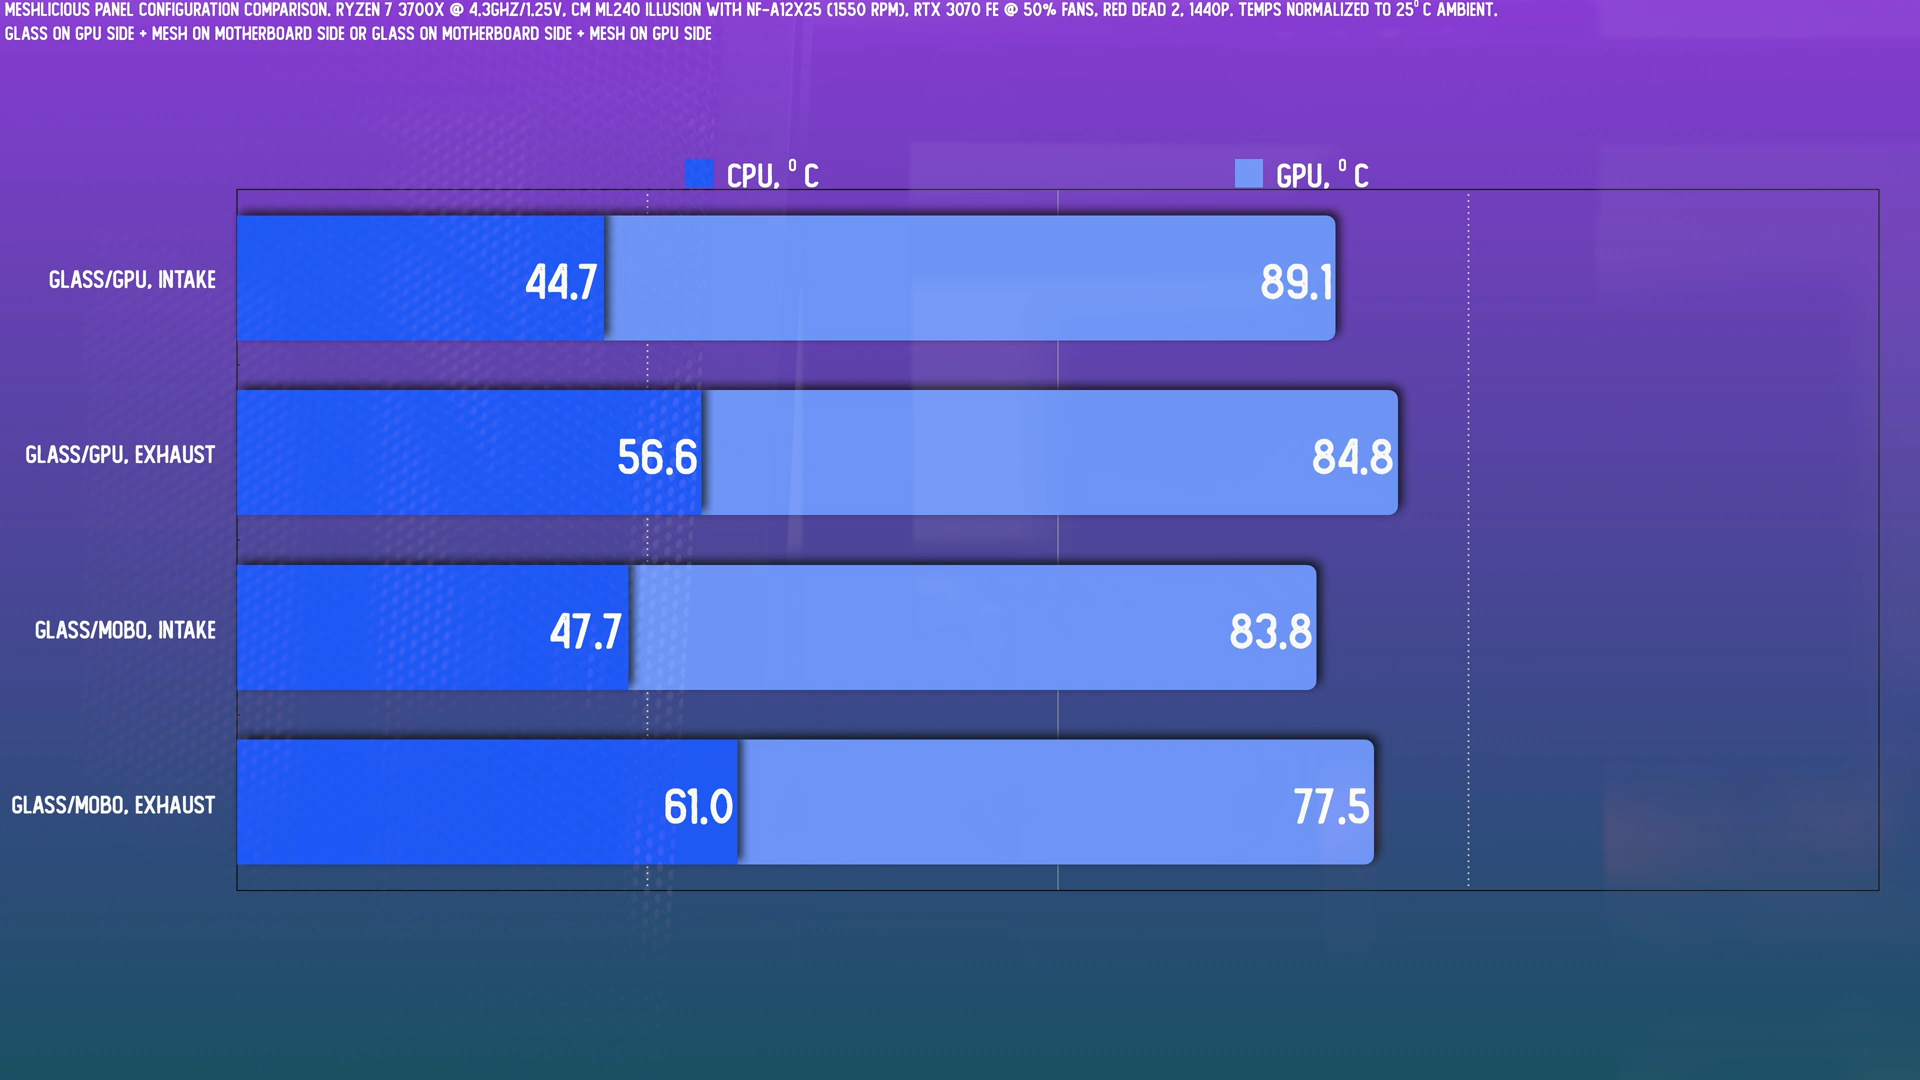 MESHLICIOUS PANEL CONFIGURATION COMPARISON. RYZEN 7 3700X @ 4.3GHZ/1.25V, CM ML240 ILLUSION WITH NF-A12X25 (1550 RPM), RTX 3070 FE @ 50% FANS, RED DEAD 2, 1440P. TEMPS NORMALIZED TO 25⁰ C AMBIENT.
GLASS ON GPU SIDE + MESH ON MOTHERBOARD SIDE OR GLASS ON MOTHERBOARD SIDE + MESH ON GPU SIDE
CPU, ⁰ C
GPU, ⁰ C
GLASS/GPU, INTAKE
44.7
89.1
GLASS/GPU, EXHAUST
56.6
84.8
GLASS/MOBO, INTAKE
47.7
83.8
GLASS/MOBO, EXHAUST
61.0
77.5